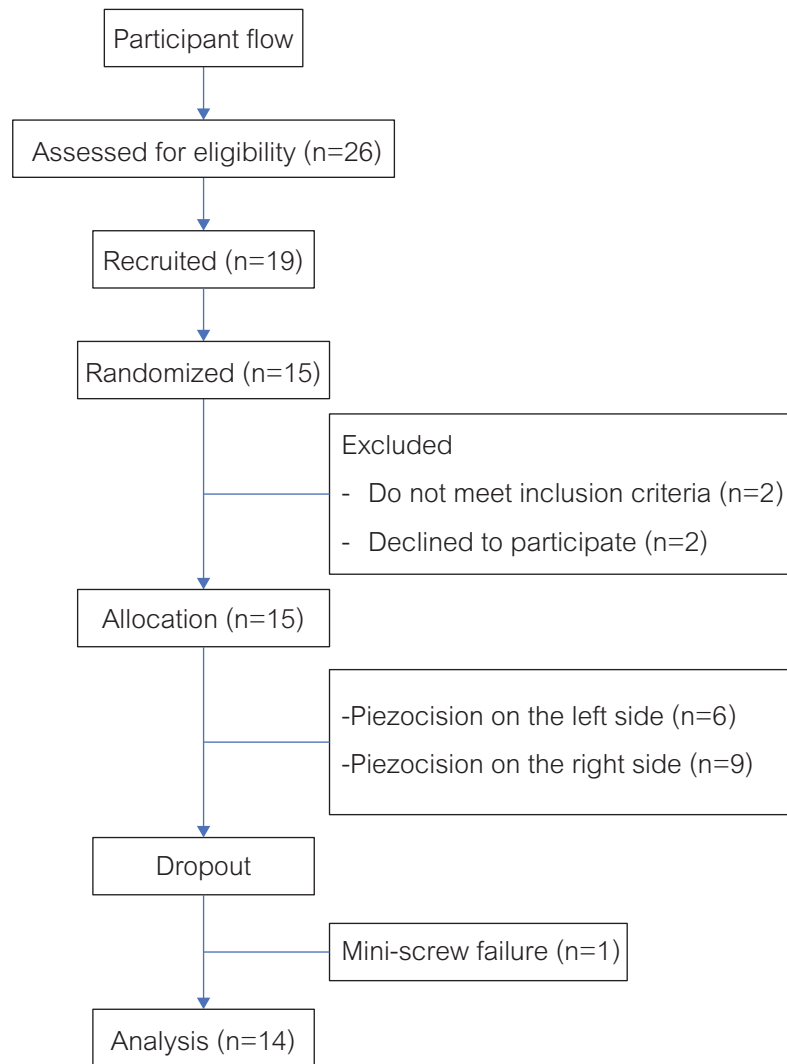 Participant flow
Assessed for eligibility (n=26)
Recruited (n=19)
Randomized (n=15)
Excluded
- Do not meet inclusion criteria (n=2)
- Declined to participate (n=2)
Allocation (n=15)
-Piezocision on the left side (n=6)
-Piezocision on the right side (n=9)
Dropout
Mini-screw failure (n=1)
Analysis (n=14)